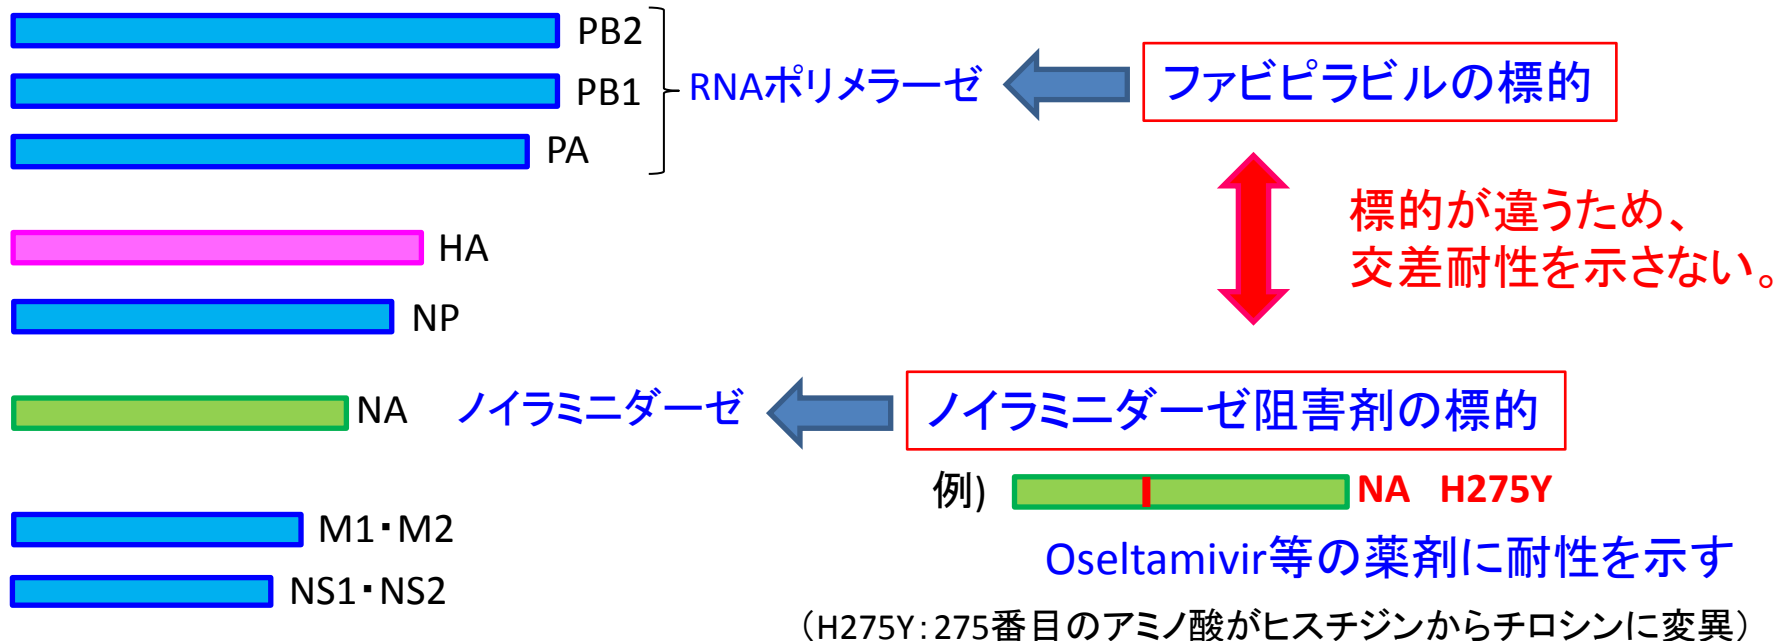 PB2
PB1
PA
RNAポリメラーゼ
ファビピラビルの標的
標的が違うため、
交差耐性を示さない。
HA
NP
NA
ノイラミニダーゼ
ノイラミニダーゼ阻害剤の標的
例)
NA H275Y
M1・M2
Oseltamivir等の薬剤に耐性を示す
NS1・NS2
（H275Y：275番目のアミノ酸がヒスチジンからチロシンに変異）